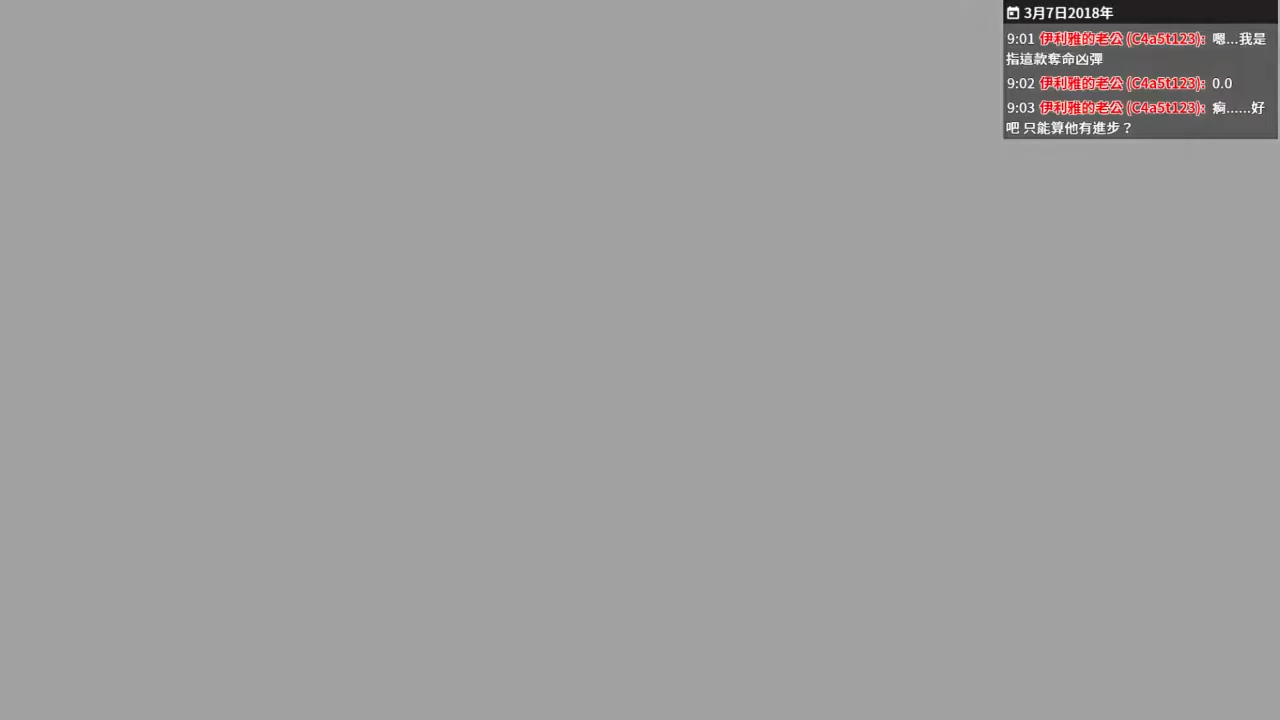 3月7日2018年
9:01 伊利雅的老公 (C4a5t123): 嗯...我是
指這款奪命凶彈
9:02 伊利雅的老公 (C4a5t123): 0.0
9:03 伊利雅的老公 (C4a5t123): 痾......好
吧 只能算他有進步？